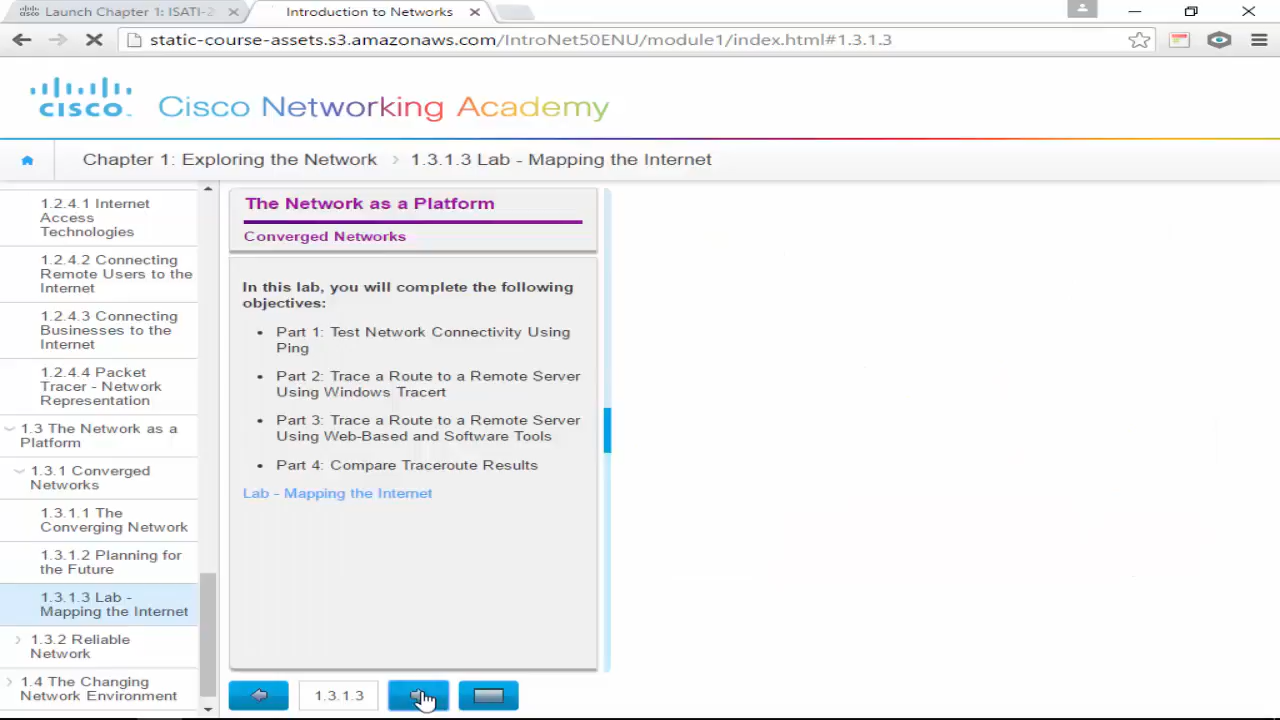 Launch Chapter 1: ISATI-2
Introduction to Networks
static-course-assets.s3.amazonaws.com/IntroNet50ENU/module1/index.html#1.3.1.3
CISCO
Cisco Networking Academy
Chapter 1: Exploring the Network > 1.3.1.3 Lab - Mapping the Internet
1.2.4.1 Internet
Access
Technologies
1.2.4.2 Connecting
Remote Users to the
Internet
1.2.4.3 Connecting
Businesses to the
Internet
1.2.4.4 Packet
Tracer - Network
Representation
1.3 The Network as a
Platform
1.3.1 Converged
Networks
1.3.1.1 The
Converging Network
1.3.1.2 Planning for
the Future
1.3.1.3 Lab -
Mapping the Internet
1.3.2 Reliable
Network
1.4 The Changing
Network Environment
The Network as a Platform
Converged Networks
In this lab, you will complete the following
objectives:
• Part 1: Test Network Connectivity Using
Ping
• Part 2: Trace a Route to a Remote Server
Using Windows Tracert
• Part 3: Trace a Route to a Remote Server
Using Web-Based and Software Tools
• Part 4: Compare Traceroute Results
Lab - Mapping the Internet
1.3.1.3